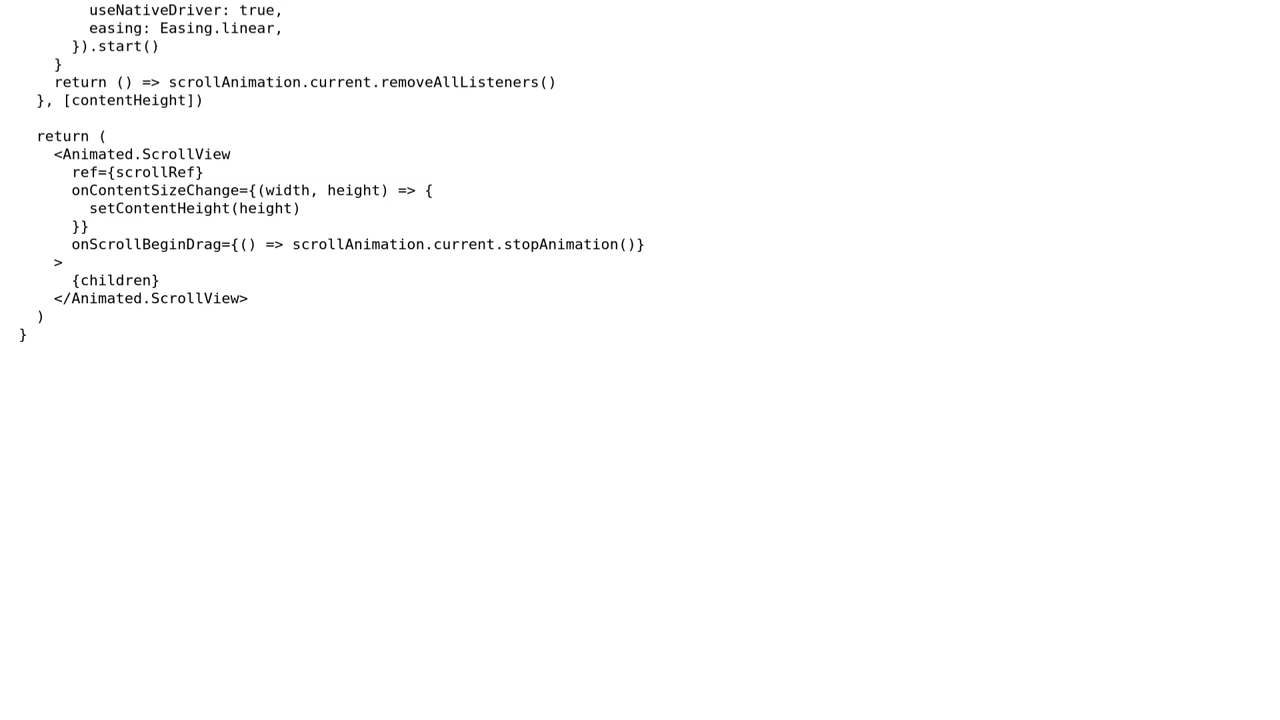 useNativeDriver: true,
        easing: Easing.linear,
      }).start()
    }
    return () => scrollAnimation.current.removeAllListeners()
  }, [contentHeight])

  return (
    <Animated.ScrollView
      ref={scrollRef}
      onContentSizeChange={(width, height) => {
        setContentHeight(height)
      }}
      onScrollBeginDrag={() => scrollAnimation.current.stopAnimation()}
    >
      {children}
    </Animated.ScrollView>
  )
}